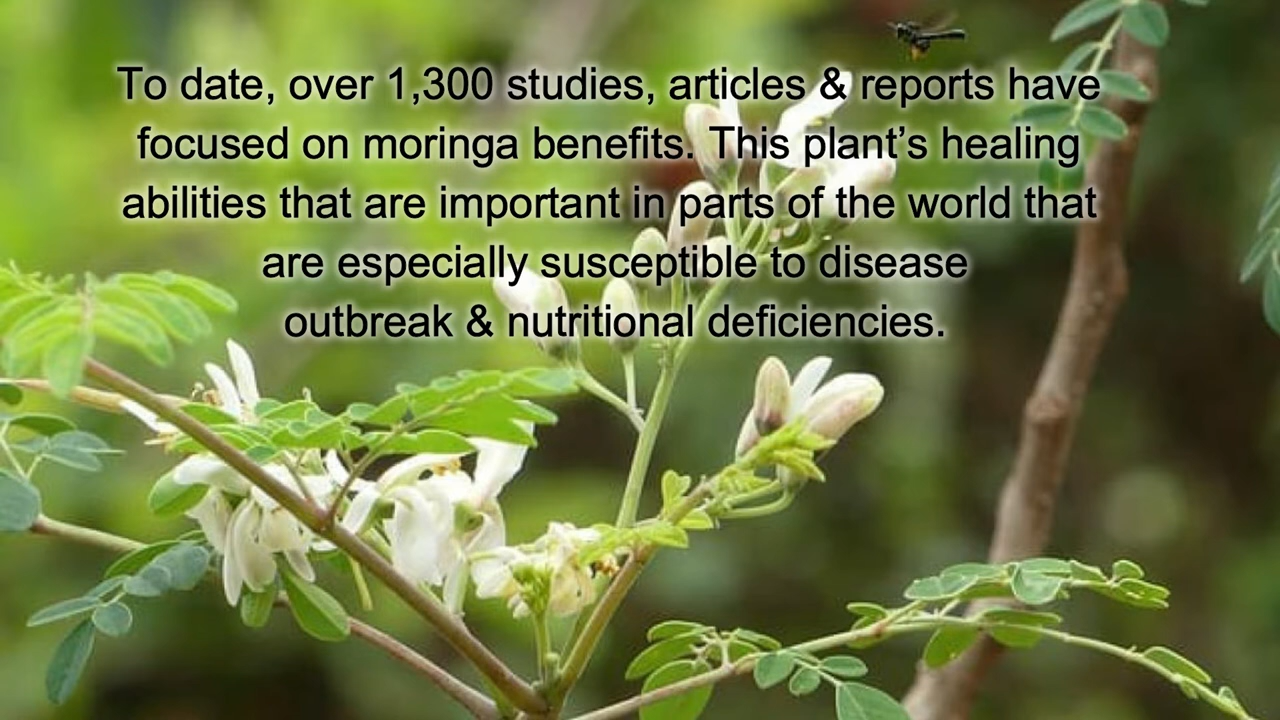 To date, over 1,300 studies, articles & reports have
focused on moringa benefits. This plant’s healing
abilities that are important in parts of the world that
are especially susceptible to disease
outbreak & nutritional deficiencies.